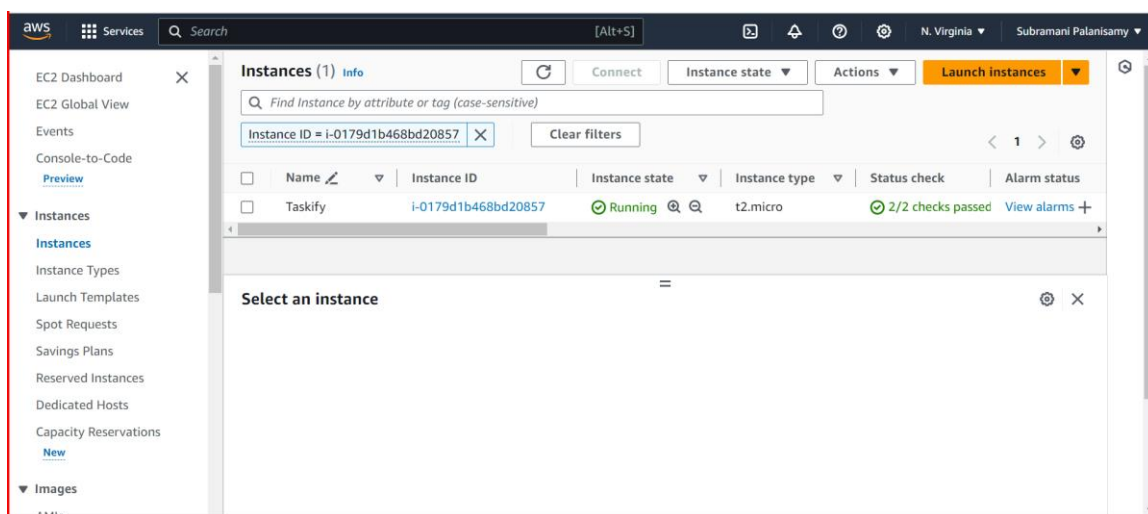 aws Services Search [Alt+S] N. Virginia Subramani Palanisamy
EC2 Dashboard
EC2 Global View
Events
Console-to-Code
Preview
Instances
Instances
Instance Types
Launch Templates
Spot Requests
Savings Plans
Reserved Instances
Dedicated Hosts
Capacity Reservations
New
Images
Instances (1) Info Connect Instance state Actions Launch instances
Find Instance by attribute or tag (case-sensitive)
Instance ID = i-0179d1b468bd20857 Clear filters
1
Name Instance ID Instance state Instance type Status check Alarm status
Taskify i-0179d1b468bd20857 Running t2.micro 2/2 checks passed View alarms +
Select an instance